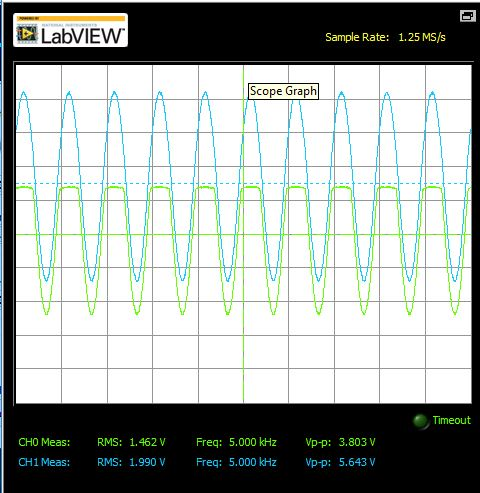 POWERED BY NATIONAL INSTRUMENTS
LabVIEW™
Sample Rate: 1.25 MS/s
Scope Graph
Timeout
CH0 Meas: RMS: 1.462 V Freq: 5.000 kHz Vp-p: 3.803 V
CH1 Meas: RMS: 1.990 V Freq: 5.000 kHz Vp-p: 5.643 V